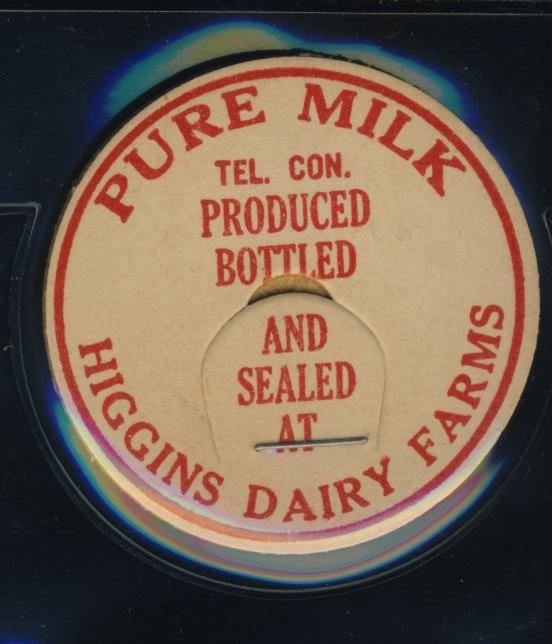 PURE MILK
TEL. CON.
PRODUCED
BOTTLED
AND
SEALED
AT
HIGGINS DAIRY FARMS